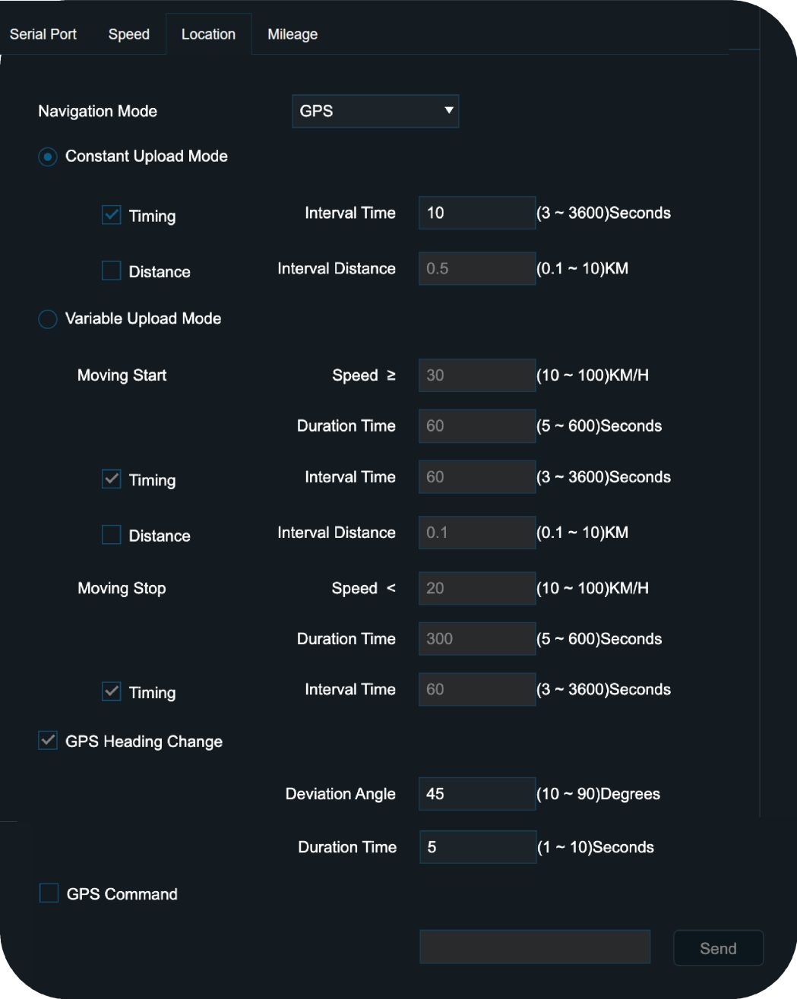 Serial Port Speed Location Mileage
Navigation Mode GPS
Constant Upload Mode
Timing Interval Time 10 (3 ~ 3600)Seconds
Distance Interval Distance 0.5 (0.1 ~ 10)KM
Variable Upload Mode
Moving Start Speed ≥ 30 (10 ~ 100)KM/H
Duration Time 60 (5 ~ 600)Seconds
Timing Interval Time 60 (3 ~ 3600)Seconds
Distance Interval Distance 0.1 (0.1 ~ 10)KM
Moving Stop Speed < 20 (10 ~ 100)KM/H
Duration Time 300 (5 ~ 600)Seconds
Timing Interval Time 60 (3 ~ 3600)Seconds
GPS Heading Change
Deviation Angle 45 (10 ~ 90)Degrees
Duration Time 5 (1 ~ 10)Seconds
GPS Command
Send